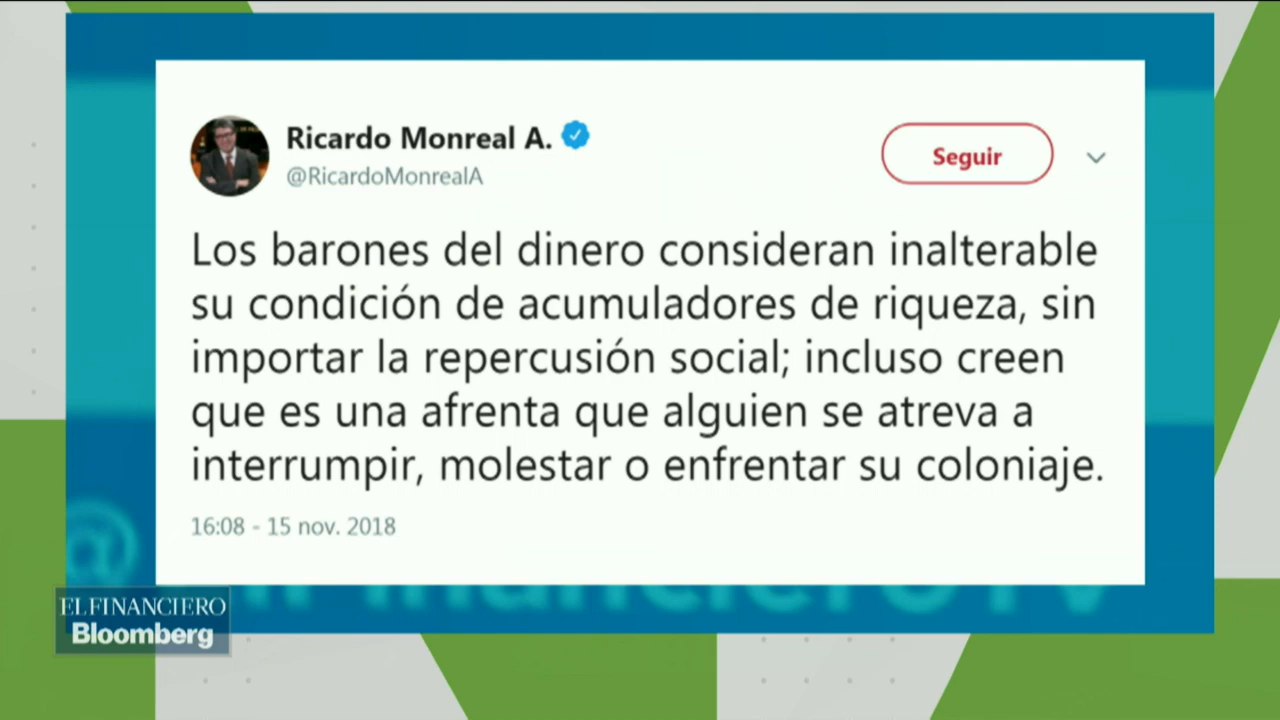 Ricardo Monreal A.
@RicardoMonrealA
Seguir
Los barones del dinero consideran inalterable
su condición de acumuladores de riqueza, sin
importar la repercusión social; incluso creen
que es una afrenta que alguien se atreva a
interrumpir, molestar o enfrentar su coloniaje.
16:08 - 15 nov. 2018
EL FINANCIERO
Bloomberg